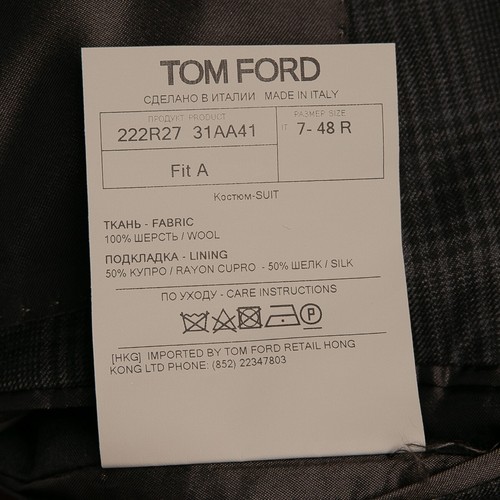 TOM FORD
СДЕЛАНО В ИТАЛИИ MADE IN ITALY
ПРОДУКТ PRODUCT
222R27 31AA41
РАЗМЕР SIZE
IT 7- 48 R
Fit A
Костюм-SUIT
ТКАНЬ - FABRIC
100% ШЕРСТЬ / WOOL
ПОДКЛАДКА - LINING
50% КУПРО / RAYON CUPRO - 50% ШЕЛК / SILK
ПО УХОДУ - CARE INSTRUCTIONS
P
[HKG] IMPORTED BY TOM FORD RETAIL HONG
KONG LTD PHONE: (852) 22347803